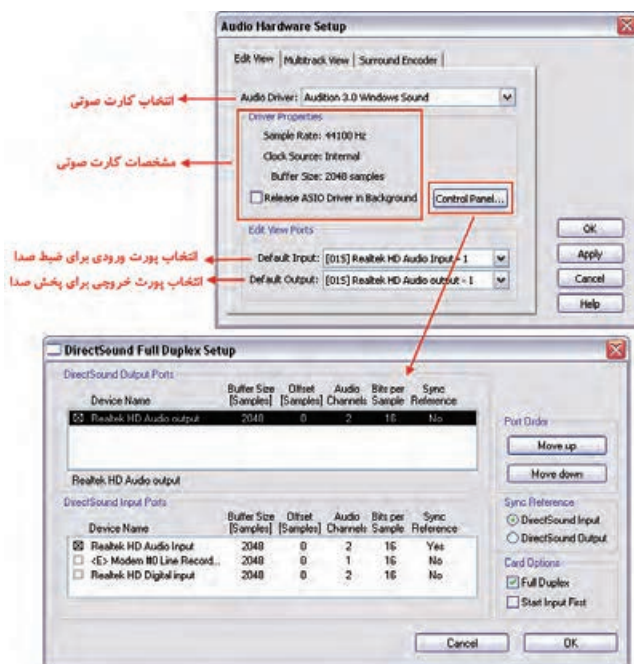 Audio Hardware Setup
Edit View Multitrack View Surround Encoder
انتخاب کارت صوتی
Audio Driver: Audition 3.0 Windows Sound
Driver Properties
Sample Rate: 44100 Hz
مشخصات کارت صوتی
Clock Source: Internal
Buffer Size: 2048 samples
Release ASIO Driver in Background
Control Panel...
Edit View Ports
انتخاب پورت ورودی برای ضبط صدا
Default Input: [01S] Realtek HD Audio Input - 1
انتخاب پورت خروجی برای پخش صدا
Default Output: [01S] Realtek HD Audio output - 1
OK
Apply
Cancel
Help
DirectSound Full Duplex Setup
DirectSound Output Ports
Device Name Buffer Size [Samples] Offset [Samples] Audio Channels Bits per Sample Sync Reference
Realtek HD Audio output 2048 0 2 16 No
Realtek HD Audio output
DirectSound Input Ports
Device Name Buffer Size [Samples] Offset [Samples] Audio Channels Bits per Sample Sync Reference
Realtek HD Audio Input 2048 0 2 16 Yes
<E> Modem #0 Line Record... 2048 0 1 16 No
Realtek HD Digital input 2048 0 2 16 No
Port Order
Move up
Move down
Sync Reference
DirectSound Input
DirectSound Output
Card Options
Full Duplex
Start Input First
Cancel
OK